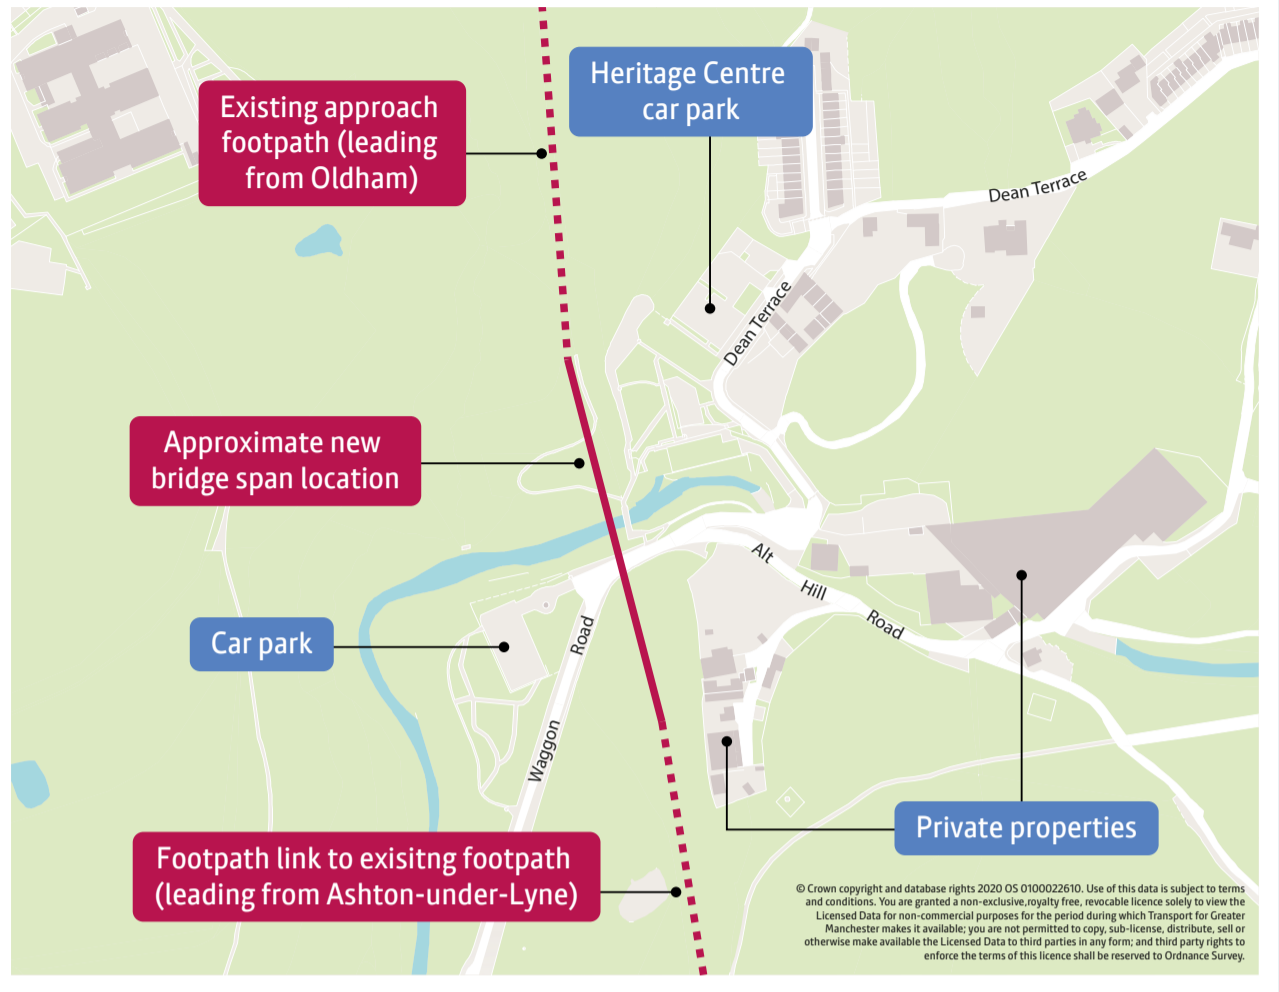 Heritage Centre
car park
Existing approach
footpath (leading
from Oldham)
Dean Terrace
Dean Terrace
Approximate new
bridge span location
Alt
Hill
Road
Car park
Road
Waggon
Private properties
Footpath link to exisitng footpath
(leading from Ashton-under-Lyne)
© Crown copyright and database rights 2020 OS 0100022610. Use of this data is subject to terms
and conditions. You are granted a non-exclusive,royalty free, revocable licence solely to view the
Licensed Data for non-commercial purposes for the period during which Transport for Greater
Manchester makes it available; you are not permitted to copy, sub-license, distribute, sell or
otherwise make available the Licensed Data to third parties in any form; and third party rights to
enforce the terms of this licence shall be reserved to Ordnance Survey.